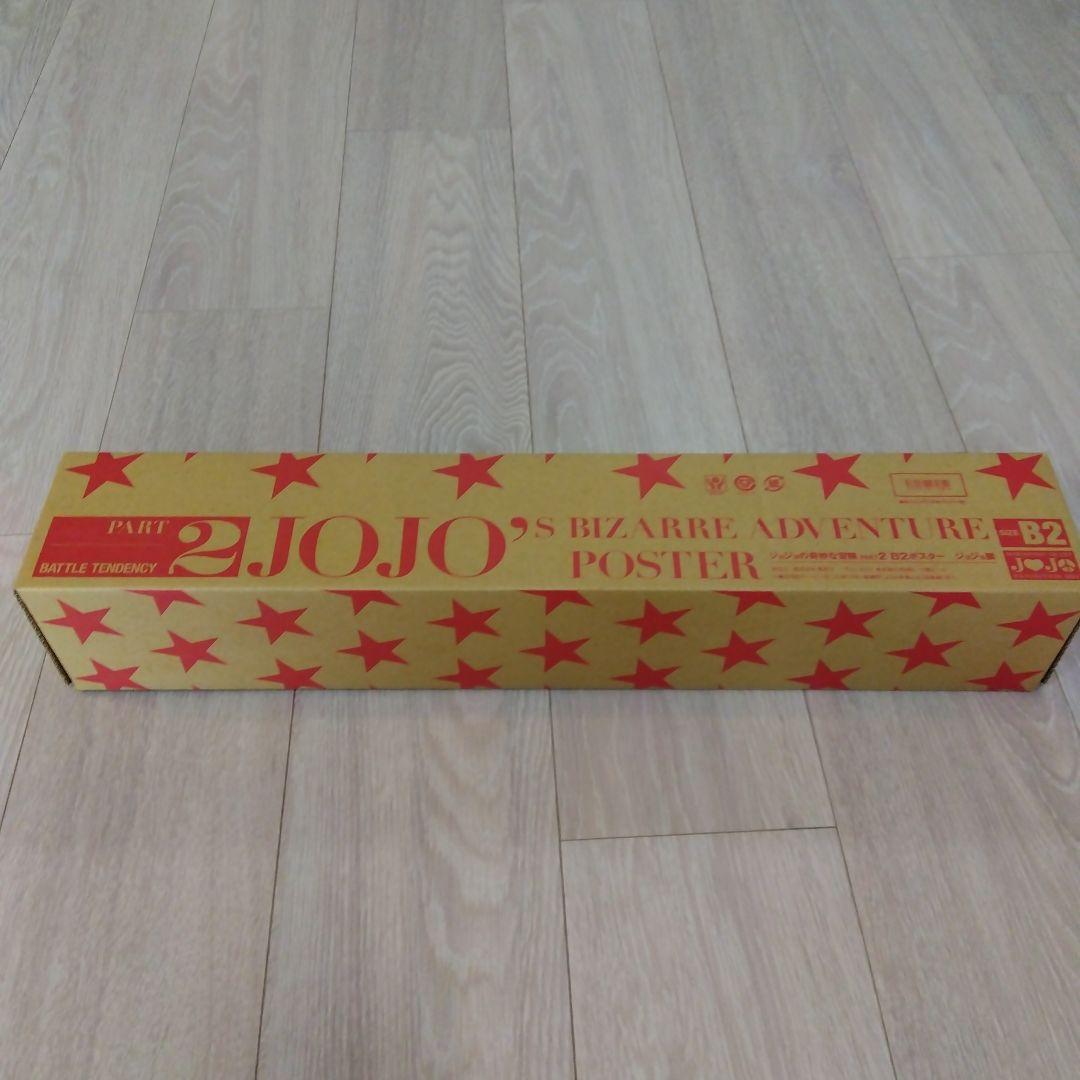 PART 2
BATTLE TENDENCY
JOJO's BIZARRE ADVENTURE
POSTER
ジョジョの奇妙な冒険 PART2 B2ポスター ジョジョ展
SIZE B2
JOJO